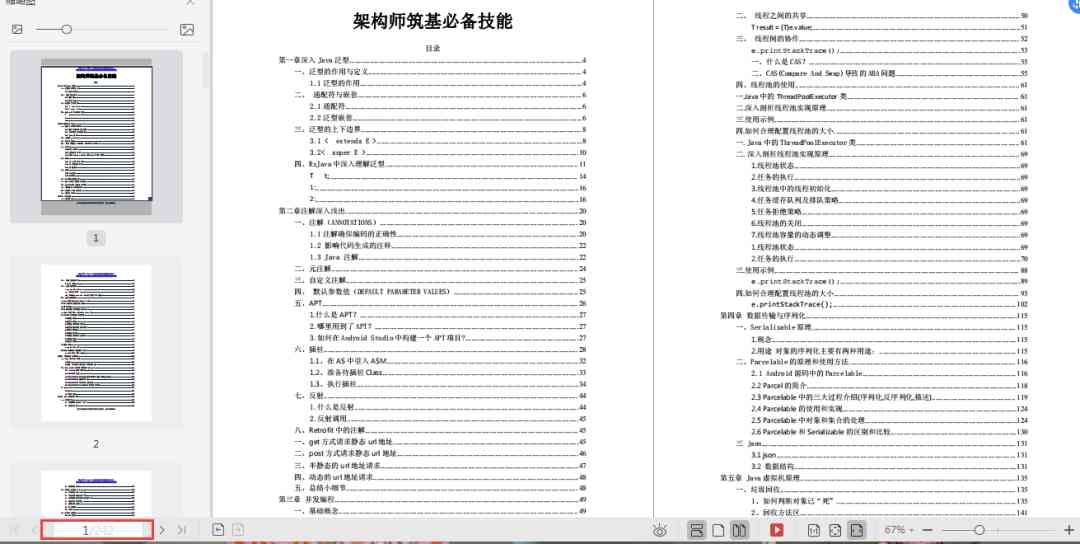 缩略图
1
2
架构师筑基必备技能
目录
第一章深入 Java 泛型 4
一、泛型的作用与定义 4
1.1 泛型的作用 4
二、 通配符与嵌套 6
2.1 通配符 6
2.2 泛型嵌套 6
三、泛型的上下边界 8
3.1 < extends E > 8
3.2< super E > 10
四、RxJava 中深入理解泛型 11
T t; 14
1: 16
2: 16
第二章注解深入浅出 20
一、注解（ANNOTATIONS） 20
1.1 注解确保编码的正确性 20
1.2 影响代码生成的注释 22
1.3 Java 注解 22
二、元注解 24
三、自定义注解 25
四、 默认参数值（DEFAULT PARAMETER VALUES） 25
五、APT 26
1.什么是 APT？ 27
2.哪里用到了 APT？ 27
3.如何在 Android Studio 中构建一个 APT 项目? 27
六、插桩 28
1.1、在 AS 中引入 ASM 32
1.2、准备待插桩 Class 33
1.3、执行插桩 34
七、反射 44
1.什么是反射 44
2.反射调用 45
八、Retrofit 中的注解 45
一、get 方式请求静态 url 地址 45
二、post 方式请求静态 url 地址 46
三、半静态的 url 地址请求 47
四、动态的 url 地址请求 48
五、总结小细节 48
第三章 并发编程 49
一、基础概念 49
二、 线程之间的共享 50
T result = (T)e.value; 51
三、 线程间的协作 52
e.printStackTrace(); 53
一、什么是 CAS？ 55
二、CAS(Compare And Swap) 导致的 ABA 问题 55
四、线程池的使用 61
一.Java 中的 ThreadPoolExecutor 类 61
二.深入剖析线程池实现原理 61
三.使用示例 61
四.如何合理配置线程池的大小 61
一. Java 中的 ThreadPoolExecutor 类 61
二. 深入剖析线程池实现原理 69
1.线程池状态 69
2.任务的执行 69
3.线程池中的线程初始化 69
4.任务缓存队列及排队策略 69
5.任务拒绝策略 69
6.线程池的关闭 69
7.线程池容量的动态调整 69
1.线程池状态 69
2.任务的执行 70
三.使用示例 88
e.printStackTrace(); 89
四.如何合理配置线程池的大小 93
e.printStackTrace(); 102
第四章 数据传输与序列化 115
一、Serializable 原理 115
1.概念 115
2.用途 对象的序列化主要有两种用途: 115
二、Parcelable 的原理和使用方法 116
2.1 Android 源码中的 Parcelable 116
2.2 Parcel 的简介 118
2.3 Parcelable 中的三大过程介绍(序列化,反序列化,描述) 119
2.4 Parcelable 的使用和实现 124
2.5 Parcelable 中对象和集合的处理 124
2.6 Parcelable 和 Serializable 的区别和比较 130
三 Json 131
3.1 json 131
3.2 数据结构 131
第五章 Java 虚拟机原理 135
一、垃圾回收 135
1、如何判断对象已“死” 135
2、回收方法区 141
67%